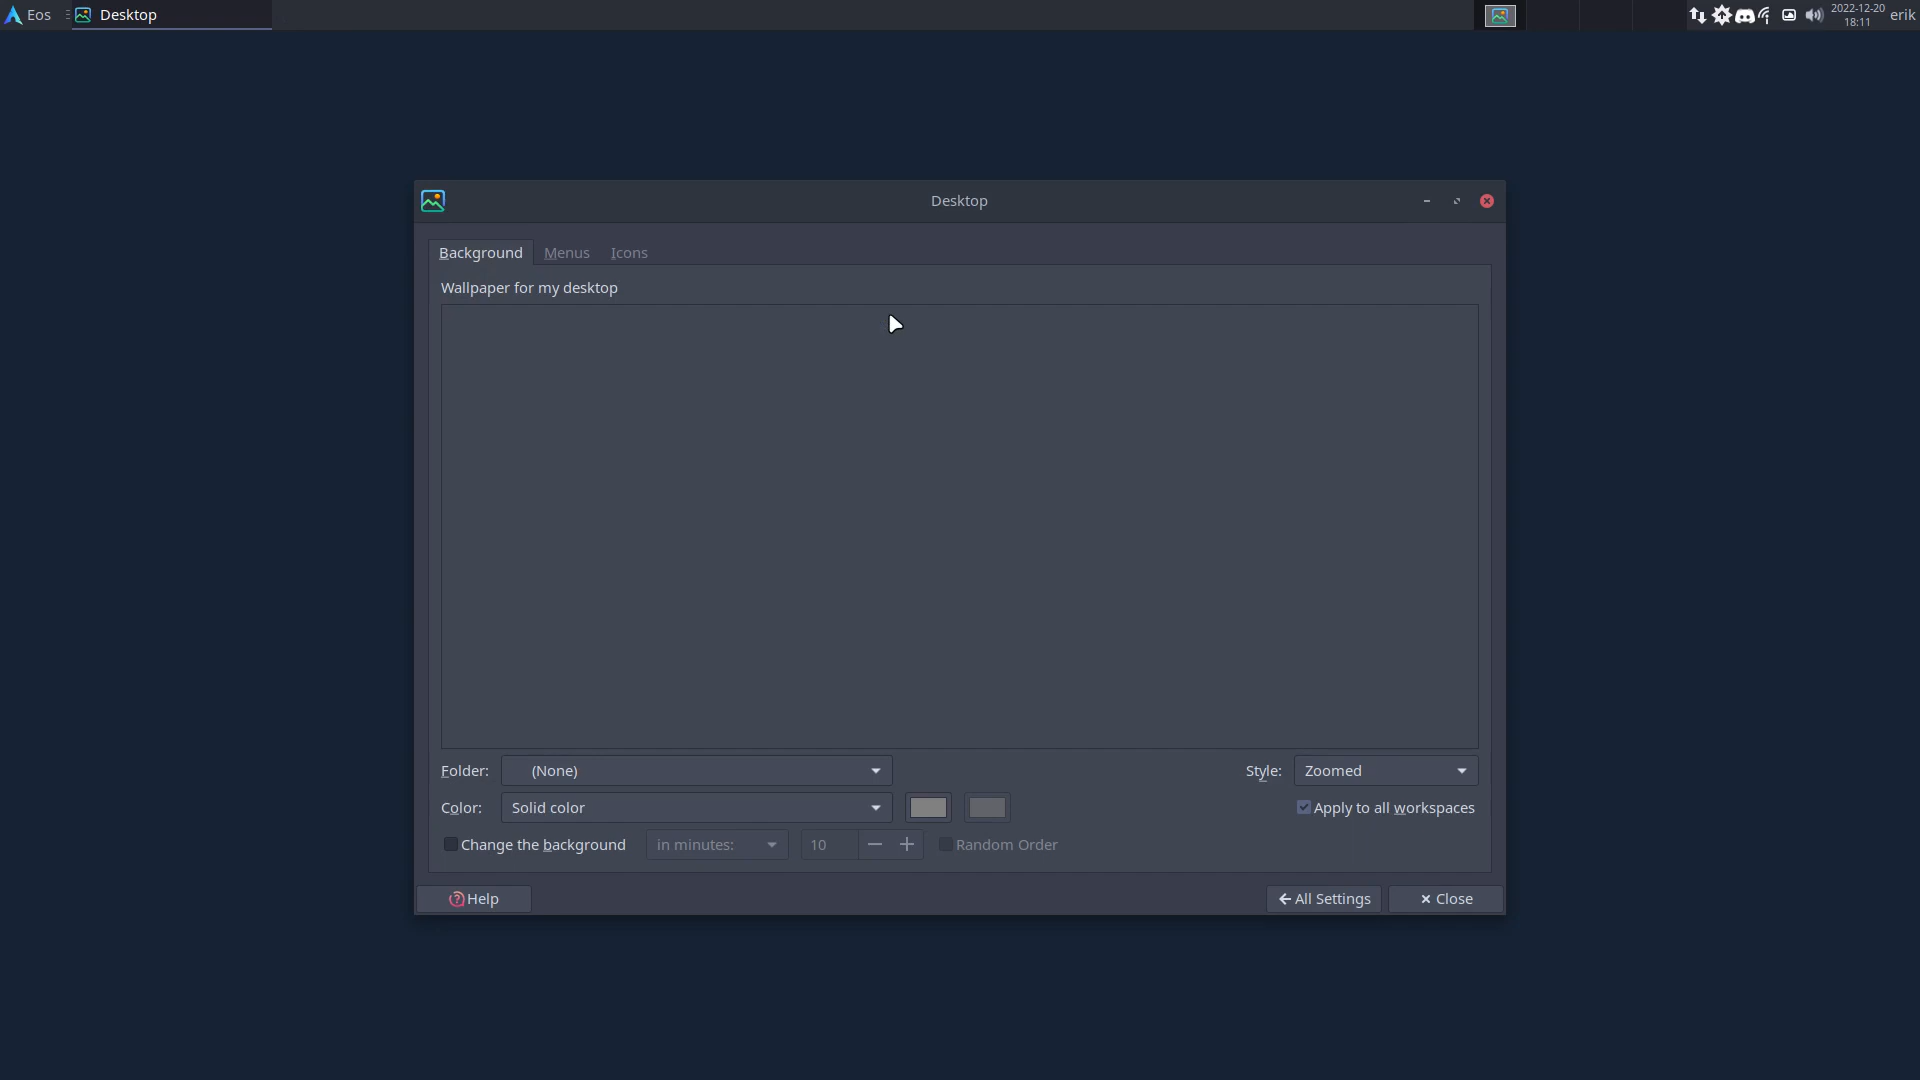 Eos Desktop 2022-12-20 erik
18:11
Desktop
Background Menus Icons
Wallpaper for my desktop
Folder: (None) Style: Zoomed
Color: Solid color Apply to all workspaces
Change the background in minutes: 10 Random Order
Help All Settings Close